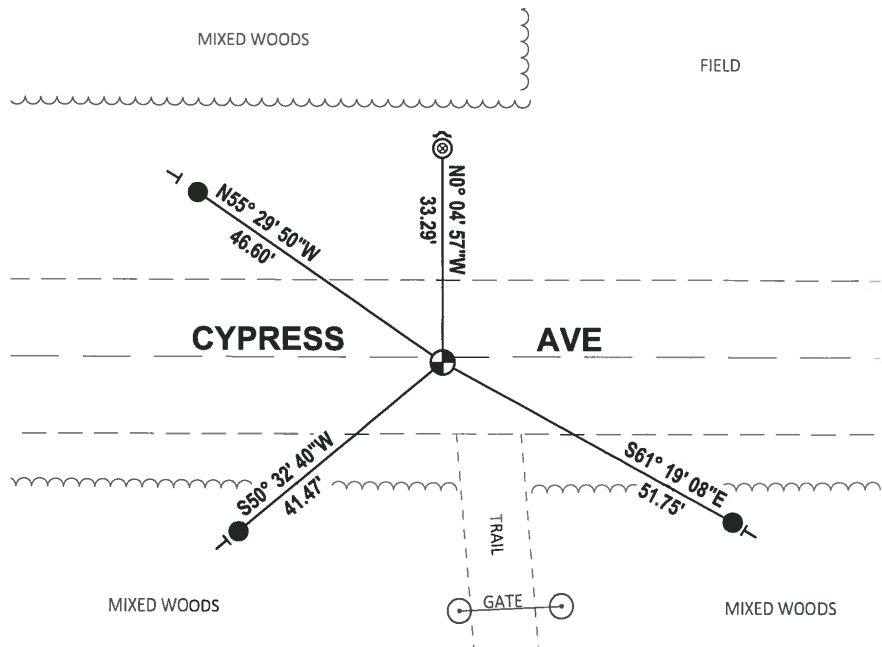 MIXED WOODS
FIELD
N55° 29' 50"W
46.60'
N0° 04' 57"W
33.29'
CYPRESS AVE
S50° 32' 40"W
41.47'
S61° 19' 08"E
51.75'
TRAIL
GATE
MIXED WOODS
MIXED WOODS